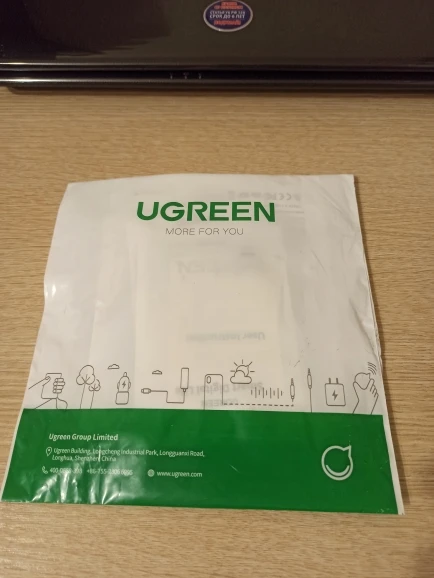 UGREEN
MORE FOR YOU
Ugreen Group Limited
Ugreen Building, Longcheng Industrial Park, Longguanxi Road,
Longhua, Shenzhen, China
www.ugreen.com